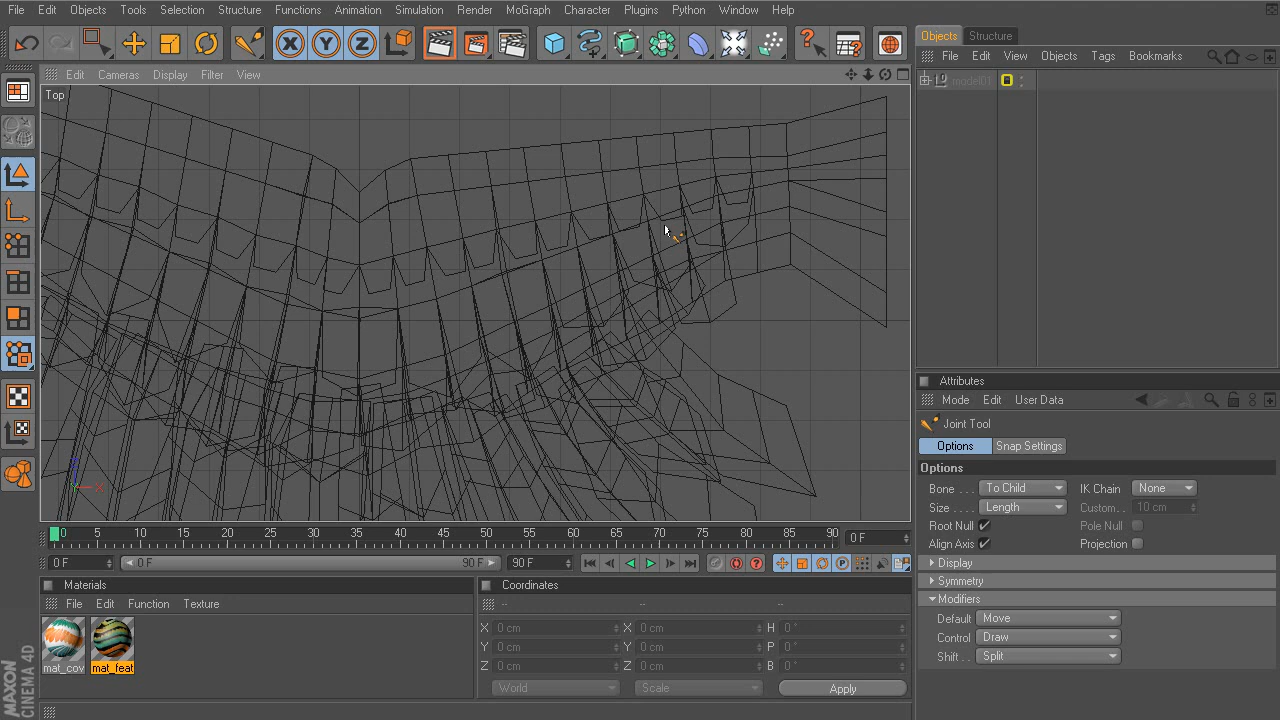 File Edit Objects Tools Selection Structure Functions Animation Simulation Render MoGraph Character Plugins Python Window Help
X Y Z
Objects Structure
File Edit View Objects Tags Bookmarks
model01
Edit Cameras Display Filter View
Top
X
Attributes
Mode Edit User Data
Joint Tool
Options Snap Settings
Options
Bone . . . . To Child IK Chain None
Size . . . . Length Custom. . 10 cm
Root Null Pole Null
Align Axis Projection
Display
Symmetry
Modifiers
Default Move
Control Draw
Shift . . Split
0 5 10 15 20 25 30 35 40 45 50 55 60 65 70 75 80 85 90 0 F
0 F 0 F 90 F 90 F
Materials
File Edit Function Texture
mat_cov mat_feat
Coordinates
-- -- --
X 0 cm X 0 cm H 0 °
Y 0 cm Y 0 cm P 0 °
Z 0 cm Z 0 cm B 0 °
World Scale Apply
MAXON
CINEMA 4D